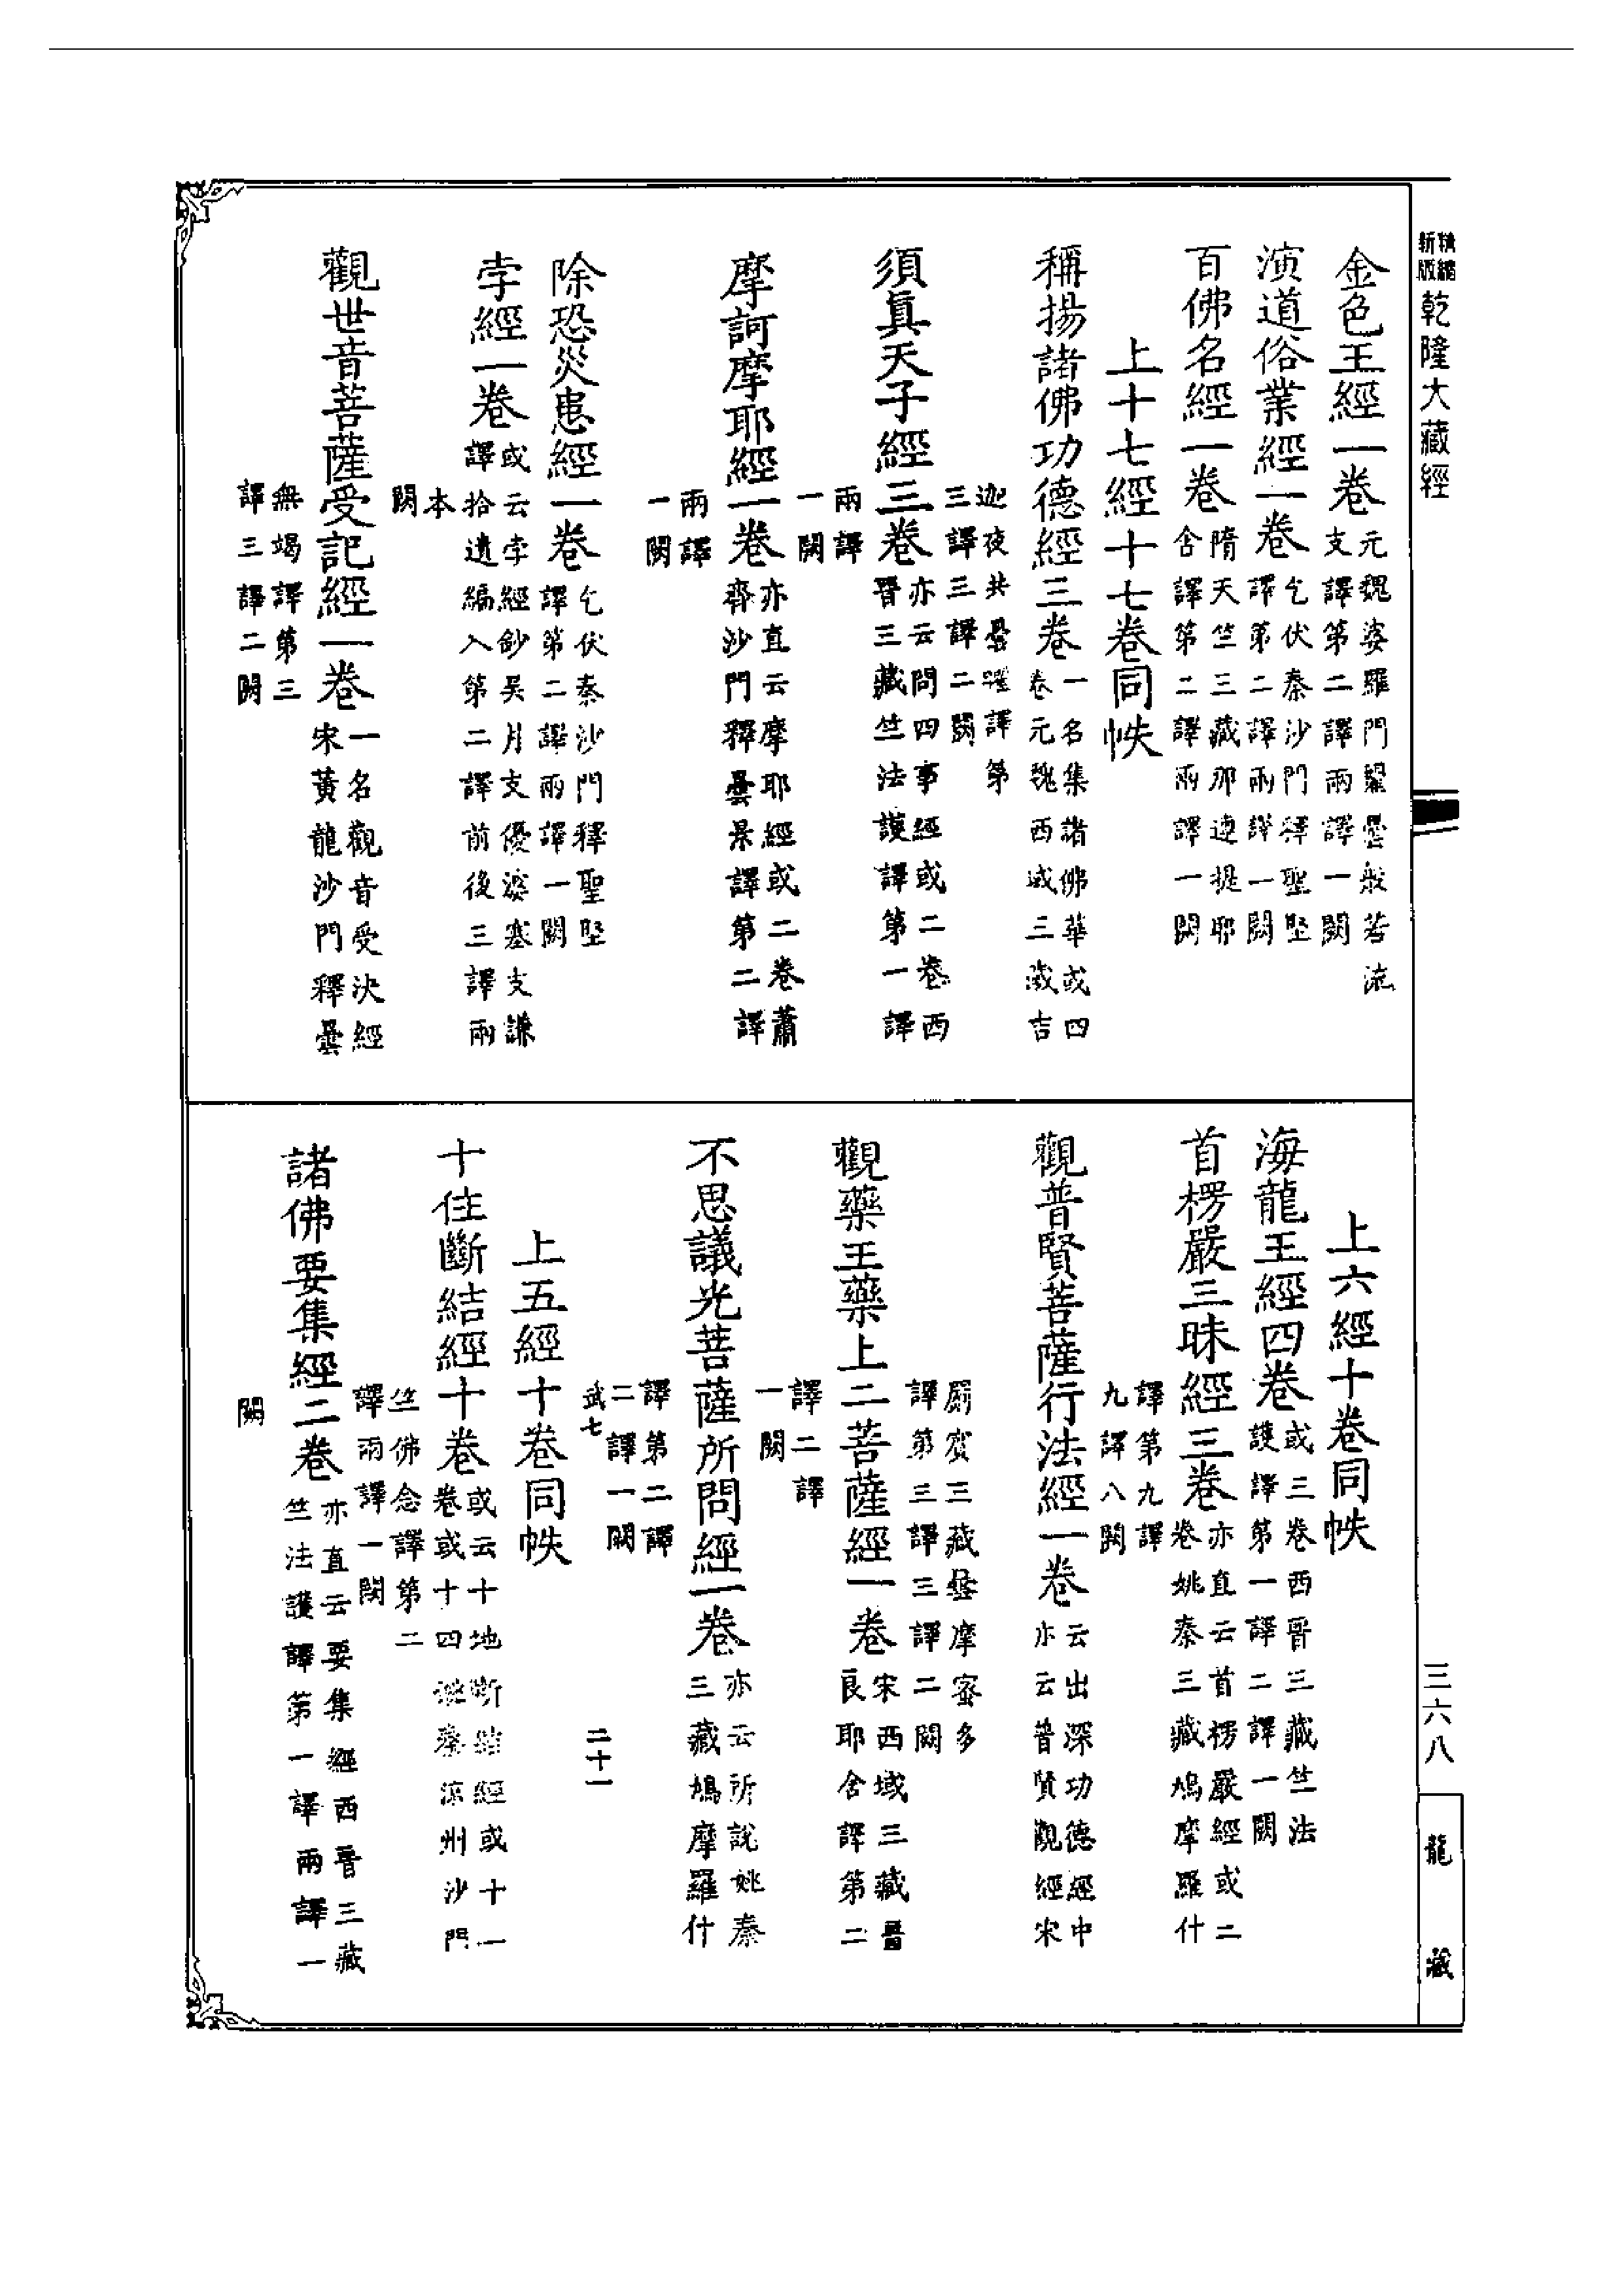 精縮
新版
乾隆大藏經
金色王經一卷
元魏婆羅門瞿曇般若流
支譯第二譯兩譯一闕
演道俗業經一卷
乞伏秦沙門釋聖堅
譯第二譯兩譯一闕
百佛名經一卷
隋天竺三藏那連提耶
舍譯第二譯兩譯一闕
上十七經十七卷同帙
稱揚諸佛功德經三卷
一名集諸佛華或四
卷元魏西域三藏吉
迦夜共曇曜譯第
三譯三譯二闕
須真天子經三卷
亦云問四事經或二卷西
晉三藏竺法護譯第一譯
兩譯
一闕
摩訶摩耶經一卷
亦直云摩耶經或二卷蕭
齊沙門釋曇景譯第二譯
兩譯
一闕
除恐災患經一卷
乞伏秦沙門釋聖堅
譯第二譯兩譯一闕
孛經一卷
或云孛經鈔吳月支優婆塞支謙
譯拾遺編入第二譯前後三譯兩
本
闕
觀世音菩薩受記經一卷
一名觀音受決經
宋黃龍沙門釋曇
無竭譯第三
譯三譯二闕
上六經十卷同帙
海龍王經四卷
或三卷西晉三藏竺法
護譯第一譯二譯一闕
首楞嚴三昧經三卷
亦直云首楞嚴經或二
卷姚秦三藏鳩摩羅什
譯第九譯
九譯八闕
觀普賢菩薩行法經一卷
云出深功德經中
亦云普賢觀經宋
罽賓三藏曇摩密多
譯第三譯三譯二闕
觀藥王藥上二菩薩經一卷
宋西域三藏畺
良耶舍譯第二
譯二譯
一闕
不思議光菩薩所問經一卷
亦云所說姚秦
三藏鳩摩羅什
譯第二譯
二譯一闕
武七
二十一
上五經十卷同帙
十住斷結經十卷
或云十地斷結經或十一
卷或十四姚秦涼州沙門
竺佛念譯第二
譯兩譯一闕
諸佛要集經二卷
亦直云要集經西晉三藏
竺法護譯第一譯兩譯一
闕
三六八
龍藏